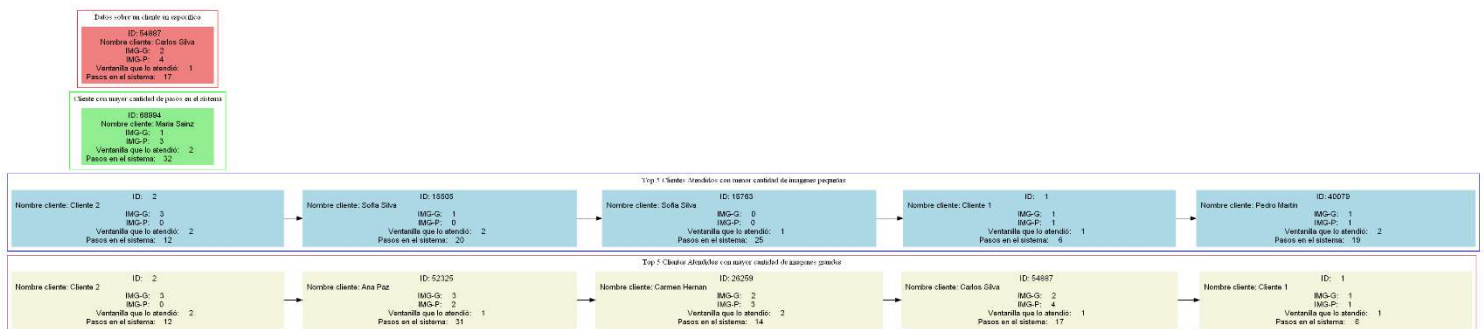 Datos sobre un cliente en específico
ID: 54887
Nombre cliente: Carlos Silva
IMG-G: 2
IMG-P: 4
Ventanilla que lo atendió: 1
Pasos en el sistema: 17
Cliente con mayor cantidad de pasos en el sistema
ID: 68994
Nombre cliente: Maria Sainz
IMG-G: 1
IMG-P: 3
Ventanilla que lo atendió: 2
Pasos en el sistema: 32
Top 5 Clientes Atendidos con menor cantidad de imagenes pequeñas
ID: 2
Nombre cliente: Cliente 2
IMG-G: 3
IMG-P: 0
Ventanilla que lo atendió: 2
Pasos en el sistema: 12
ID: 15505
Nombre cliente: Sofia Silva
IMG-G: 1
IMG-P: 0
Ventanilla que lo atendió: 2
Pasos en el sistema: 20
ID: 15763
Nombre cliente: Sofia Silva
IMG-G: 0
IMG-P: 0
Ventanilla que lo atendió: 1
Pasos en el sistema: 25
ID: 1
Nombre cliente: Cliente 1
IMG-G: 1
IMG-P: 1
Ventanilla que lo atendió: 1
Pasos en el sistema: 6
ID: 40079
Nombre cliente: Pedro Martin
IMG-G: 1
IMG-P: 1
Ventanilla que lo atendió: 2
Pasos en el sistema: 19
Top 5 Clientes Atendidos con mayor cantidad de imagenes grandes
ID: 2
Nombre cliente: Cliente 2
IMG-G: 3
IMG-P: 0
Ventanilla que lo atendió: 2
Pasos en el sistema: 12
ID: 52325
Nombre cliente: Ana Paz
IMG-G: 3
IMG-P: 2
Ventanilla que lo atendió: 1
Pasos en el sistema: 31
ID: 26259
Nombre cliente: Carmen Hernan
IMG-G: 2
IMG-P: 3
Ventanilla que lo atendió: 2
Pasos en el sistema: 14
ID: 54887
Nombre cliente: Carlos Silva
IMG-G: 2
IMG-P: 4
Ventanilla que lo atendió: 1
Pasos en el sistema: 17
ID: 1
Nombre cliente: Cliente 1
IMG-G: 1
IMG-P: 1
Ventanilla que lo atendió: 1
Pasos en el sistema: 6